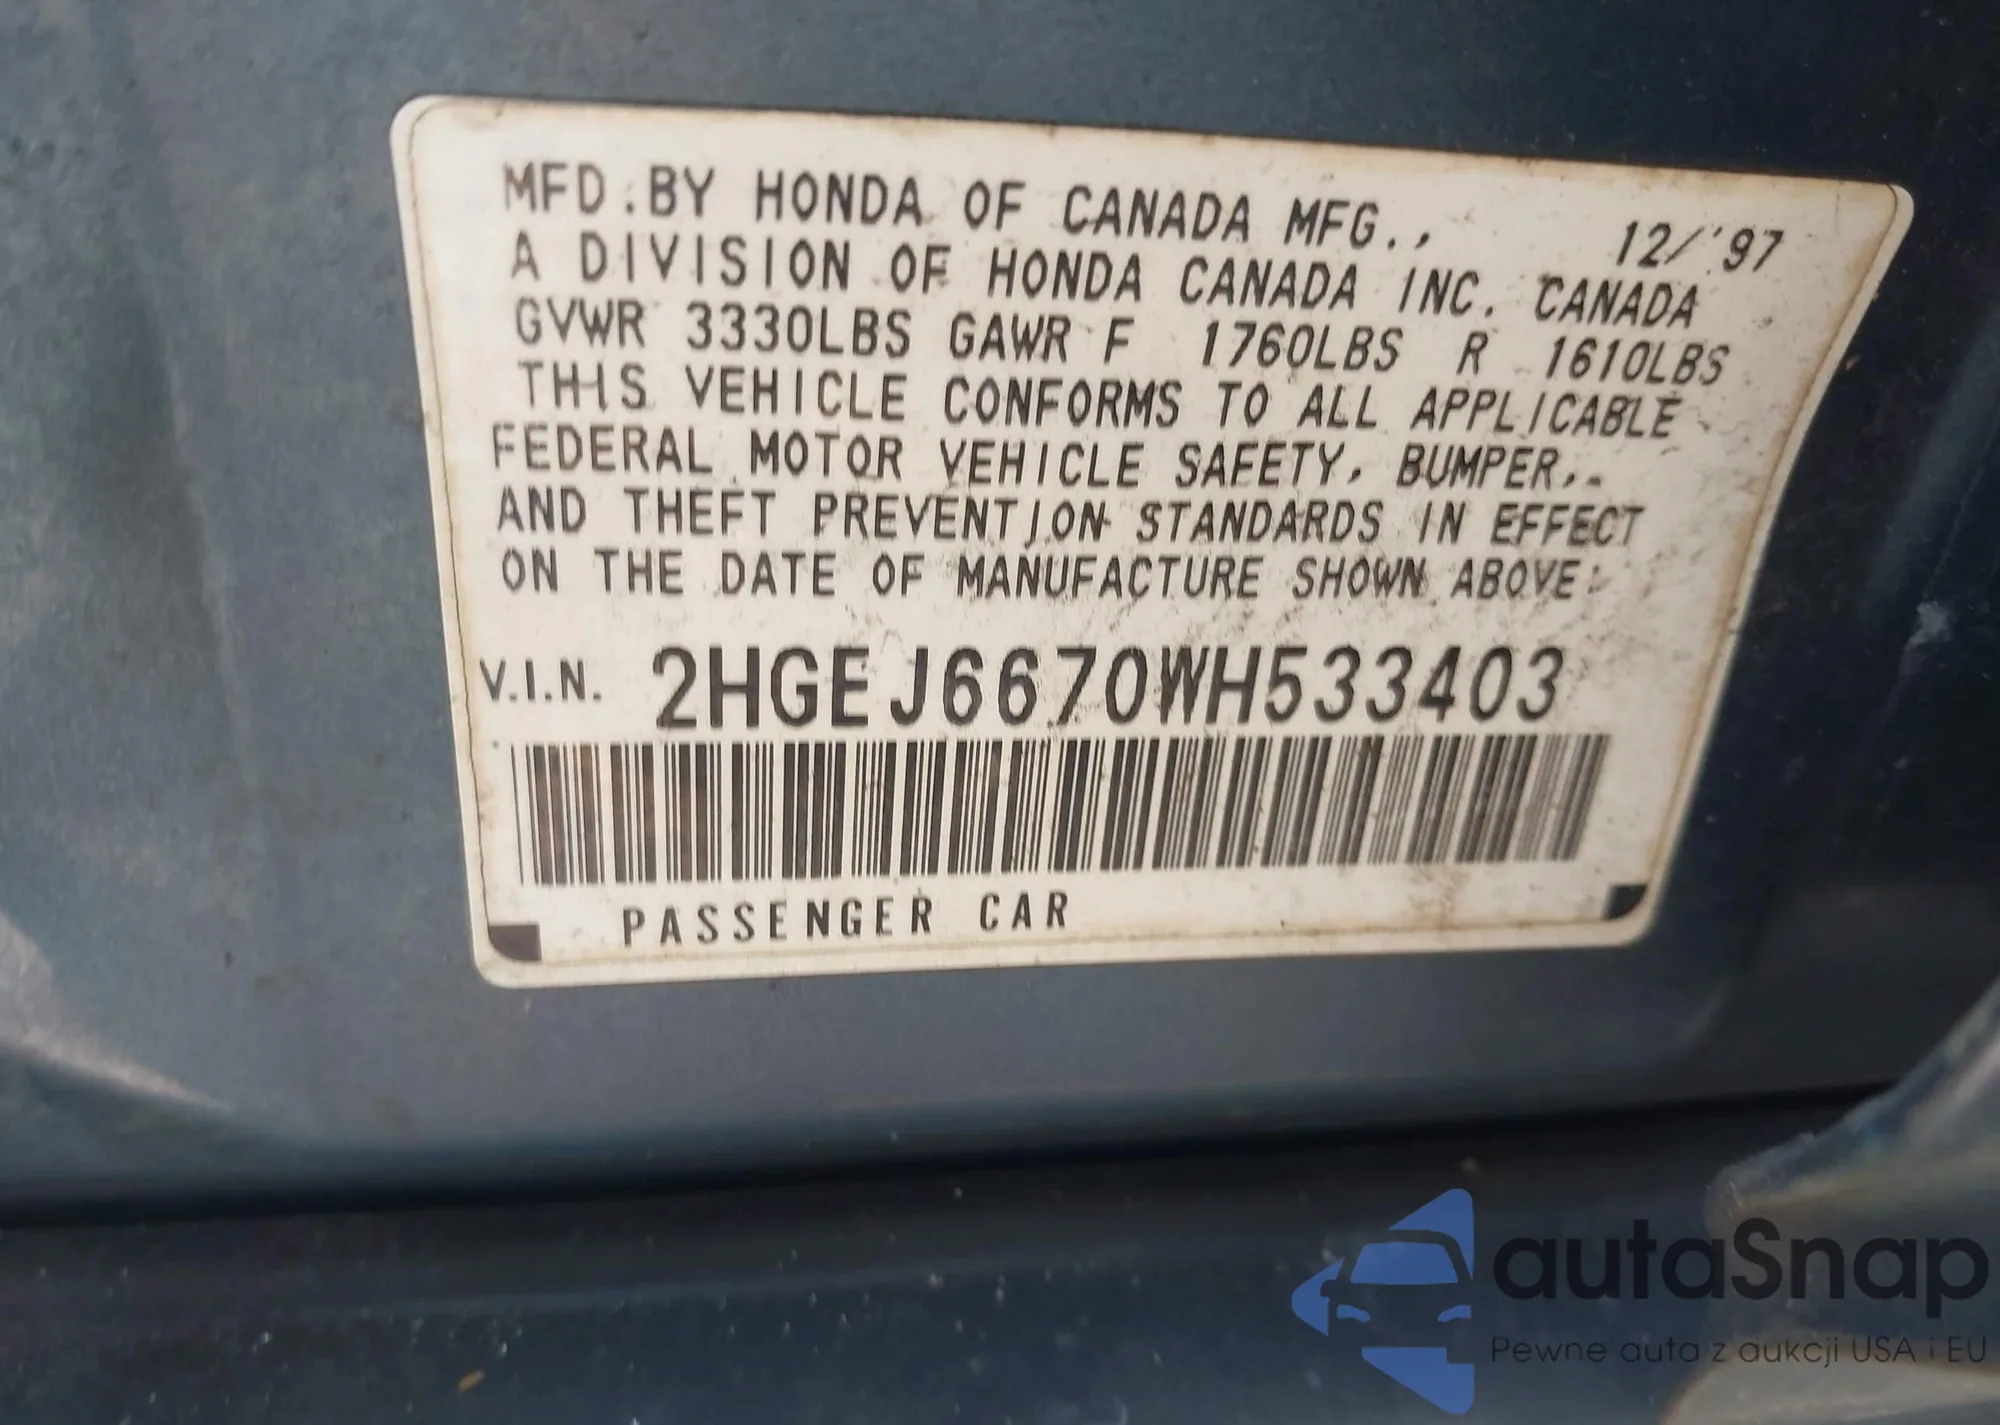 MFD.BY HONDA OF CANADA MFG., 12/'97
A DIVISION OF HONDA CANADA INC. CANADA
GVWR 3330LBS GAWR F 1760LBS R 1610LBS
THIS VEHICLE CONFORMS TO ALL APPLICABLE
FEDERAL MOTOR VEHICLE SAFETY, BUMPER,
AND THEFT PREVENTION STANDARDS IN EFFECT
ON THE DATE OF MANUFACTURE SHOWN ABOVE:
V.I.N. 2HGEJ6670WH533403
PASSENGER CAR
autaSnap
Pewne auta z aukcji USA i EU